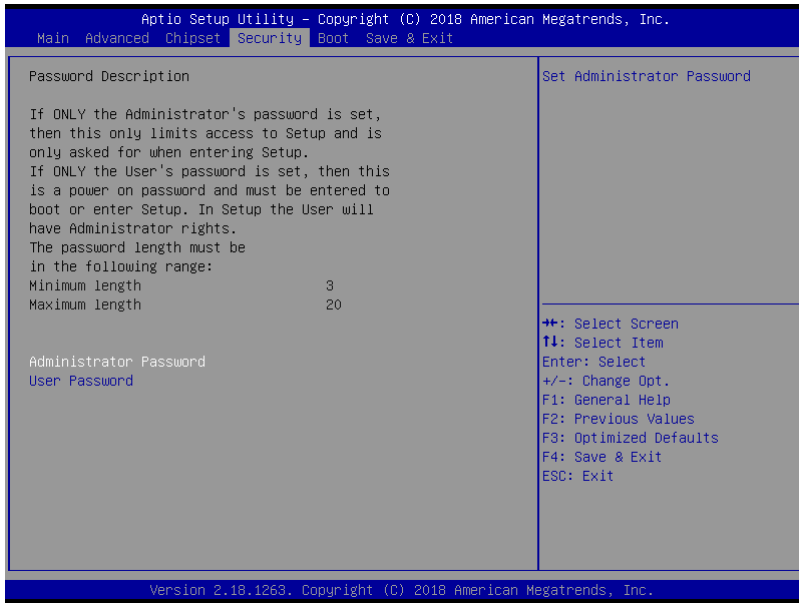 Aptio Setup Utility – Copyright (C) 2018 American Megatrends, Inc.
Main Advanced Chipset Security Boot Save & Exit
Password Description
If ONLY the Administrator's password is set,
then this only limits access to Setup and is
only asked for when entering Setup.
If ONLY the User's password is set, then this
is a power on password and must be entered to
boot or enter Setup. In Setup the User will
have Administrator rights.
The password length must be
in the following range:
Minimum length 3
Maximum length 20
Administrator Password
User Password
Set Administrator Password
→←: Select Screen
↑↓: Select Item
Enter: Select
+/-: Change Opt.
F1: General Help
F2: Previous Values
F3: Optimized Defaults
F4: Save & Exit
ESC: Exit
Version 2.18.1263. Copyright (C) 2018 American Megatrends, Inc.